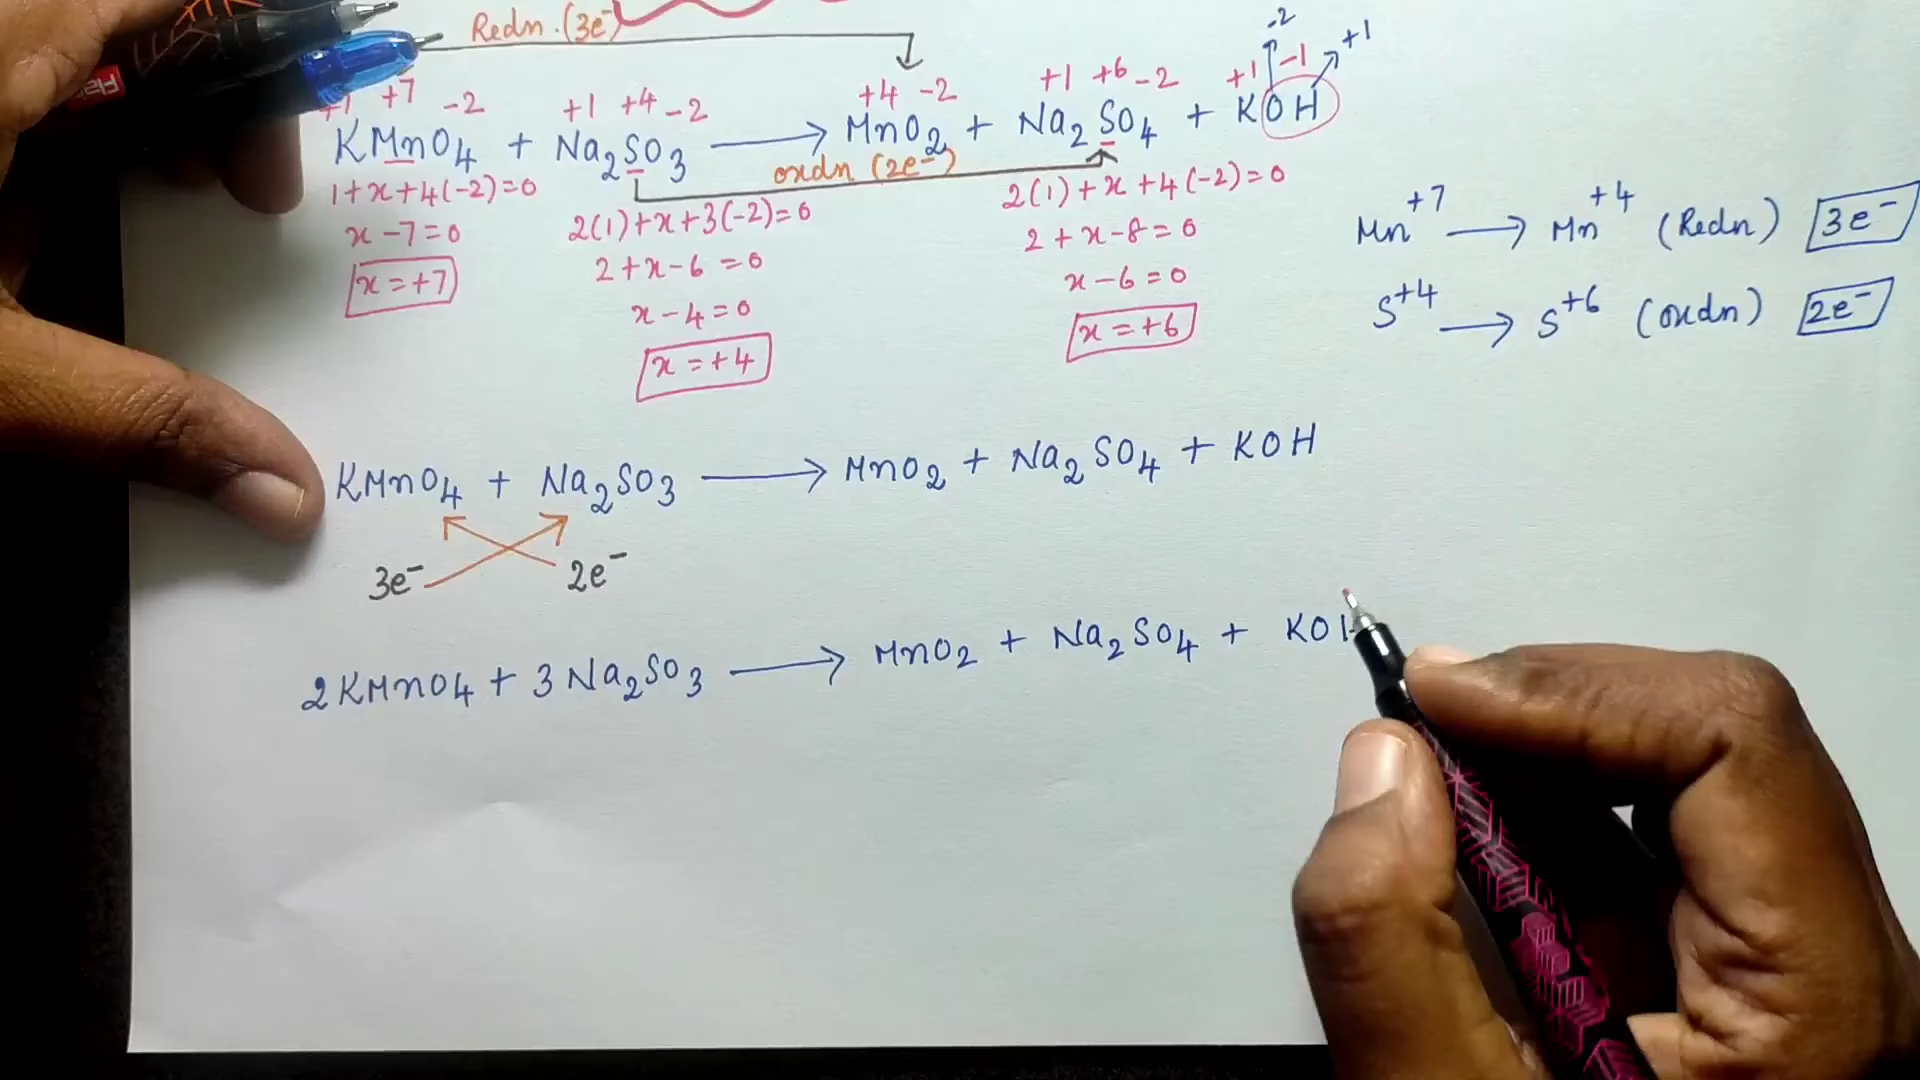 Redn. (3e⁻)
-2
+1
+1 +7 -2 +1 +4 -2 +4 -2 +1 +6 -2 +1 -1
KMnO4 + Na2SO3 ⟶ MnO2 + Na2SO4 + KOH
oxdn (2e⁻)
1+x+4(-2)=0
x-7=0
x=+7
2(1)+x+3(-2)=0
2+x-6=0
x-4=0
x=+4
2(1)+x+4(-2)=0
2+x-8=0
x-6=0
x=+6
Mn+7 ⟶ Mn+4 (Redn) 3e⁻
S+4 ⟶ S+6 (oxdn) 2e⁻
KMnO4 + Na2SO3 ⟶ MnO2 + Na2SO4 + KOH
3e⁻ 2e⁻
2KMnO4 + 3Na2SO3 ⟶ MnO2 + Na2SO4 + KOH